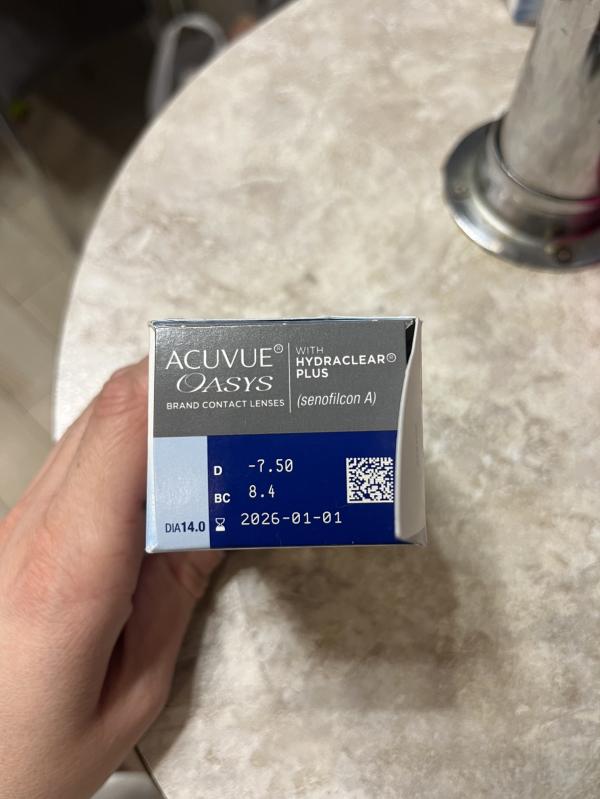 ACUVUE®
OASYS
BRAND CONTACT LENSES
WITH
HYDRACLEAR®
PLUS
(senofilcon A)
D -7.50
BC 8.4
2026-01-01
DIA14.0